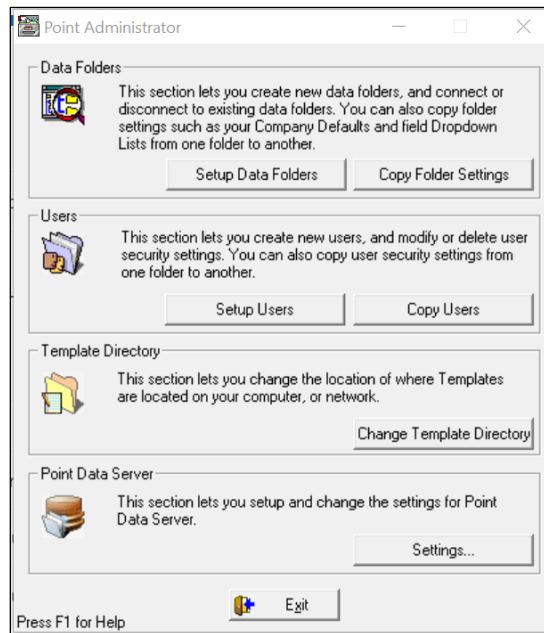 Point Administrator
Data Folders
This section lets you create new data folders, and connect or
disconnect to existing data folders. You can also copy folder
settings such as your Company Defaults and field Dropdown
Lists from one folder to another.
Setup Data Folders
Copy Folder Settings
Users
This section lets you create new users, and modify or delete user
security settings. You can also copy user security settings from
one folder to another.
Setup Users
Copy Users
Template Directory
This section lets you change the location of where Templates
are located on your computer, or network.
Change Template Directory
Point Data Server
This section lets you setup and change the settings for Point
Data Server.
Settings...
Exit
Press F1 for Help